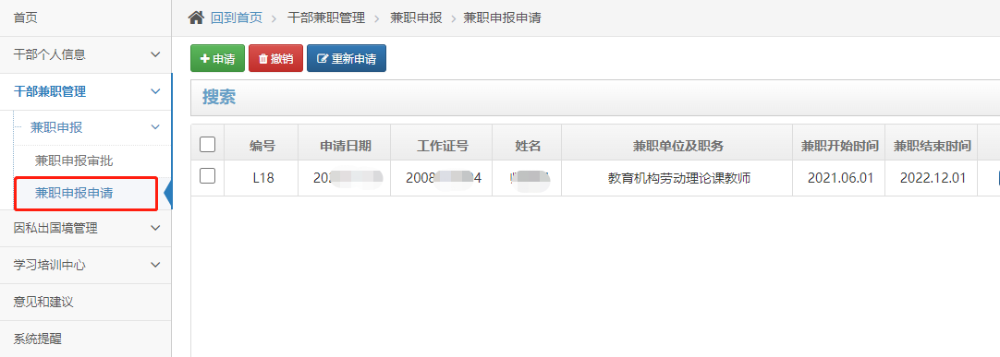 首页
干部个人信息
干部兼职管理
兼职申报
兼职申报审批
兼职申报申请
因私出国境管理
学习培训中心
意见和建议
系统提醒
回到首页 干部兼职管理 兼职申报 兼职申报申请
申请 撤销 重新申请
搜索
编号 申请日期 工作证号 姓名 兼职单位及职务 兼职开始时间 兼职结束时间
L18 202 2008 4 教育机构劳动理论课教师 2021.06.01 2022.12.01